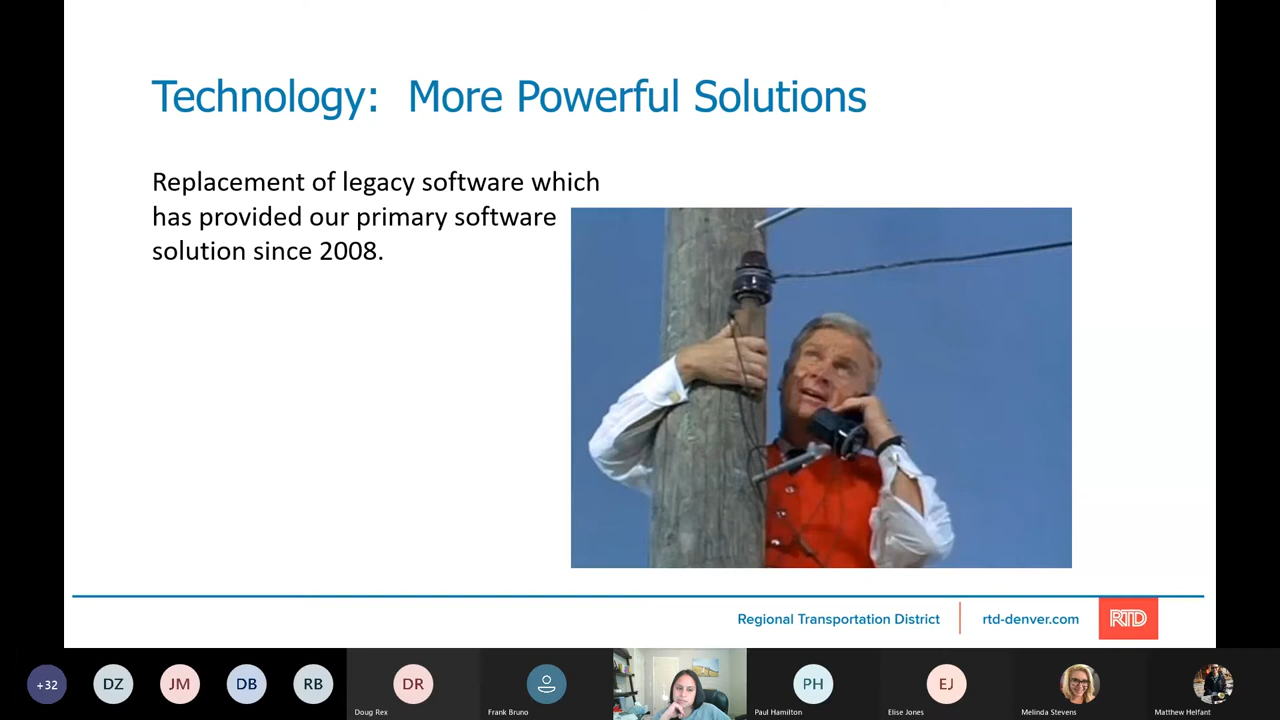 Technology:  More Powerful Solutions
Replacement of legacy software which
has provided our primary software
solution since 2008.
Regional Transportation District
rtd-denver.com
RTD
+32
DZ
JM
DB
RB
DR
PH
EJ
Doug Rex
Frank Bruno
Paul Hamilton
Elise Jones
Melinda Stevens
Matthew Helfant